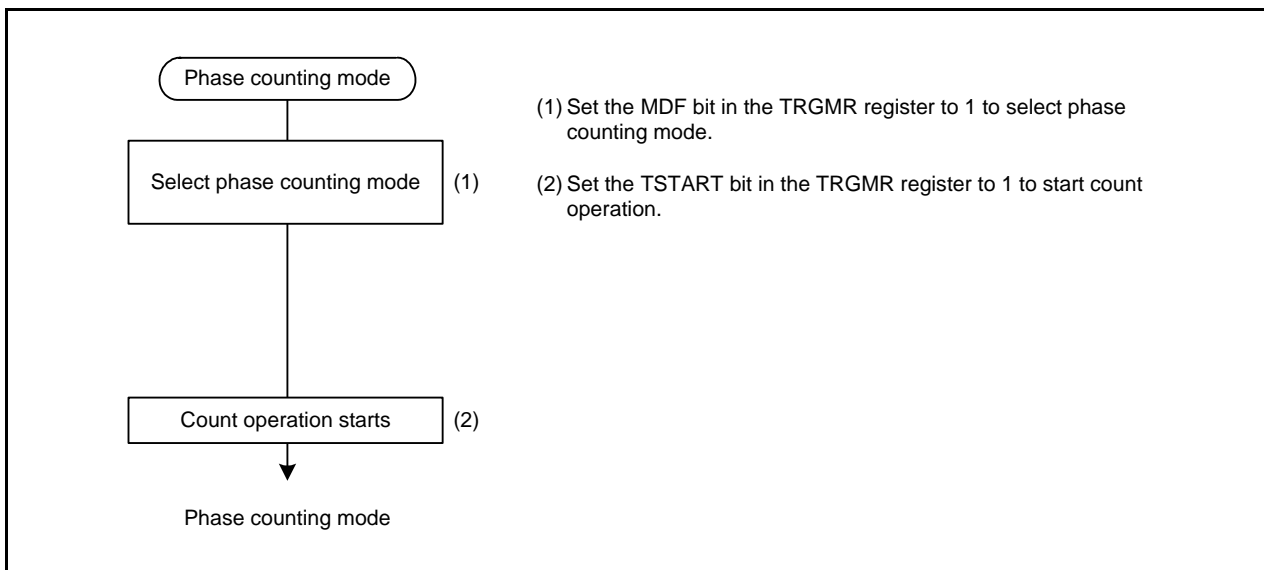 Phase counting mode
Select phase counting mode (1)
Count operation starts (2)
Phase counting mode
(1) Set the MDF bit in the TRGMR register to 1 to select phase
counting mode.
(2) Set the TSTART bit in the TRGMR register to 1 to start count
operation.